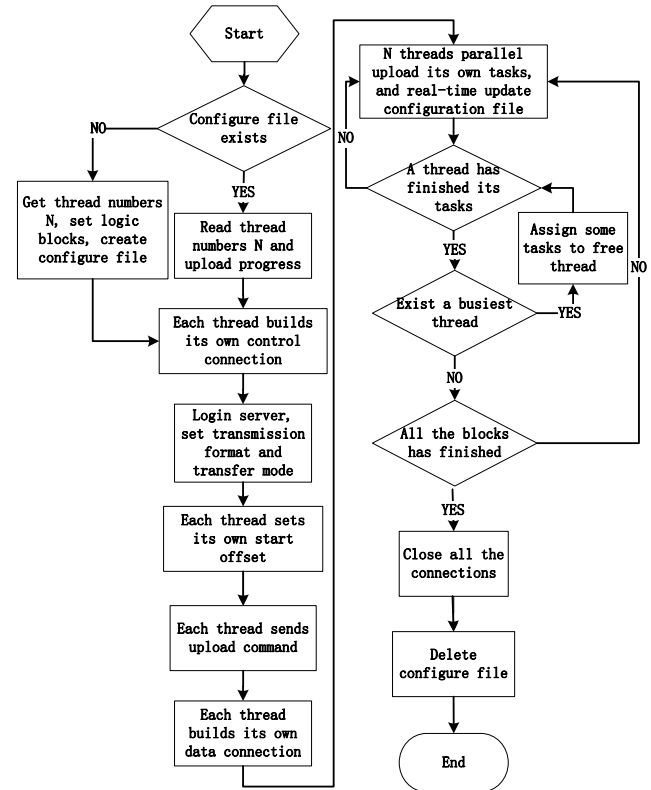 Start
Configure file
exists
NO
YES
Get thread numbers
N, set logic
blocks, create
configure file
Read thread
numbers N and
upload progress
Each thread builds
its own control
connection
Login server,
set transmission
format and
transfer mode
Each thread sets
its own start
offset
Each thread sends
upload command
Each thread
builds its own
data connection
N threads parallel
upload its own tasks,
and real-time update
configuration file
NO
A thread has
finished its
tasks
YES
Assign some
tasks to free
thread
NO
Exist a busiest
thread
YES
NO
All the blocks
has finished
YES
Close all the
connections
Delete
configure file
End